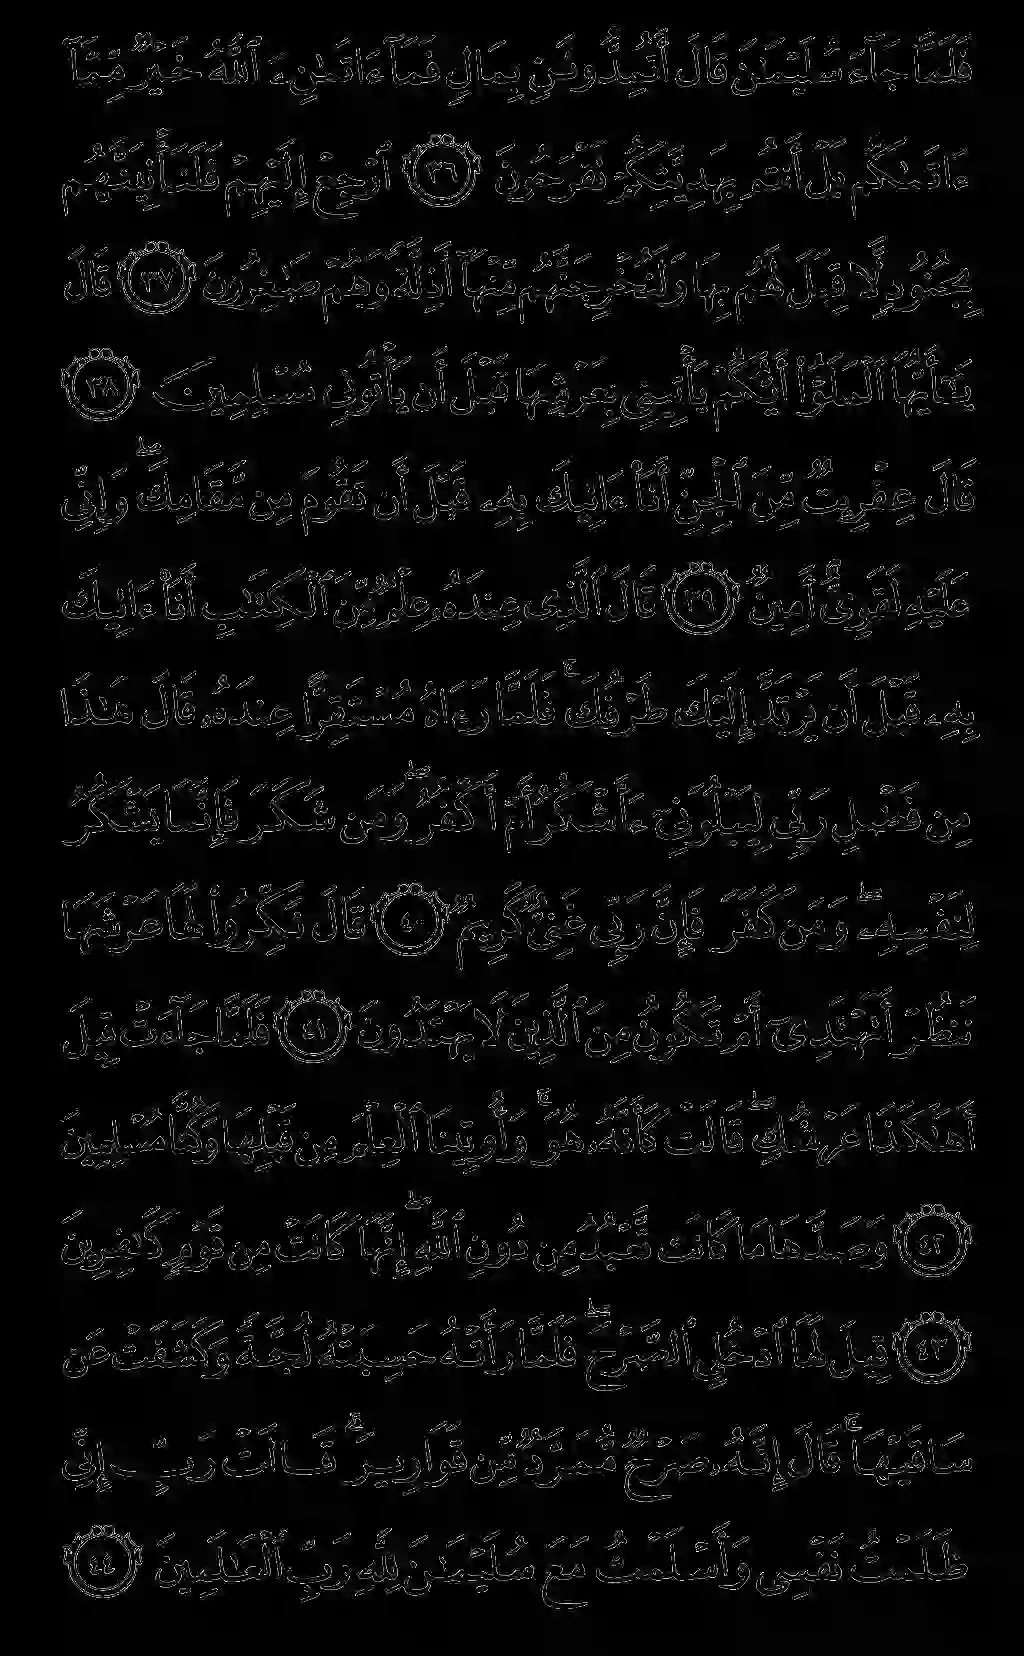 فَلَمَّا جَآءَ سُلَيْمَـٰنَ قَالَ أَتُمِدُّونَنِ بِمَالٍ فَمَآ ءَاتَىٰنِۦَ ٱللَّهُ خَيْرٌ مِّمَّآ
ءَاتَىٰكُم بَلْ أَنتُم بِهَدِيَّتِكُمْ تَفْرَحُونَ ٣٦ ٱرْجِعْ إِلَيْهِمْ فَلَنَأْتِيَنَّهُم
بِجُنُودٍ لَّا قِبَلَ لَهُم بِهَا وَلَنُخْرِجَنَّهُم مِّنْهَآ أَذِلَّةً وَهُمْ صَـٰغِرُونَ ٣٧ قَالَ
يَـٰٓأَيُّهَا ٱلْمَلَؤُا۟ أَيُّكُمْ يَأْتِينِى بِعَرْشِهَا قَبْلَ أَن يَأْتُونِى مُسْلِمِينَ ٣٨
قَالَ عِفْرِيتٌ مِّنَ ٱلْجِنِّ أَنَا۠ ءَاتِيكَ بِهِۦ قَبْلَ أَن تَقُومَ مِن مَّقَامِكَ ۖ وَإِنِّى
عَلَيْهِ لَقَوِىٌّ أَمِينٌ ٣٩ قَالَ ٱلَّذِى عِندَهُۥ عِلْمٌ مِّنَ ٱلْكِتَـٰبِ أَنَا۠ ءَاتِيكَ
بِهِۦ قَبْلَ أَن يَرْتَدَّ إِلَيْكَ طَرْفُكَ ۚ فَلَمَّا رَءَاهُ مُسْتَقِرًّا عِندَهُۥ قَالَ هَـٰذَا
مِن فَضْلِ رَبِّى لِيَبْلُوَنِىٓ ءَأَشْكُرُ أَمْ أَكْفُرُ ۖ وَمَن شَكَرَ فَإِنَّمَا يَشْكُرُ
لِنَفْسِهِۦ ۖ وَمَن كَفَرَ فَإِنَّ رَبِّى غَنِىٌّ كَرِيمٌ ٤٠ قَالَ نَكِّرُوا۟ لَهَا عَرْشَهَا
نَنظُرْ أَتَهْتَدِىٓ أَمْ تَكُونُ مِنَ ٱلَّذِينَ لَا يَهْتَدُونَ ٤١ فَلَمَّا جَآءَتْ قِيلَ
أَهَـٰكَذَا عَرْشُكِ ۖ قَالَتْ كَأَنَّهُۥ هُوَ ۚ وَأُوتِينَا ٱلْعِلْمَ مِن قَبْلِهَا وَكُنَّا مُسْلِمِينَ
٤٢ وَصَدَّهَا مَا كَانَت تَّعْبُدُ مِن دُونِ ٱللَّهِ ۖ إِنَّهَا كَانَتْ مِن قَوْمٍ كَـٰفِرِينَ
٤٣ قِيلَ لَهَا ٱدْخُلِى ٱلصَّرْحَ ۖ فَلَمَّا رَأَتْهُ حَسِبَتْهُ لُجَّةً وَكَشَفَتْ عَن
سَاقَيْهَا ۚ قَالَ إِنَّهُۥ صَرْحٌ مُّمَرَّدٌ مِّن قَوَارِيرَ ۗ قَالَتْ رَبِّ إِنِّى
ظَلَمْتُ نَفْسِى وَأَسْلَمْتُ مَعَ سُلَيْمَـٰنَ لِلَّهِ رَبِّ ٱلْعَـٰلَمِينَ ٤٤